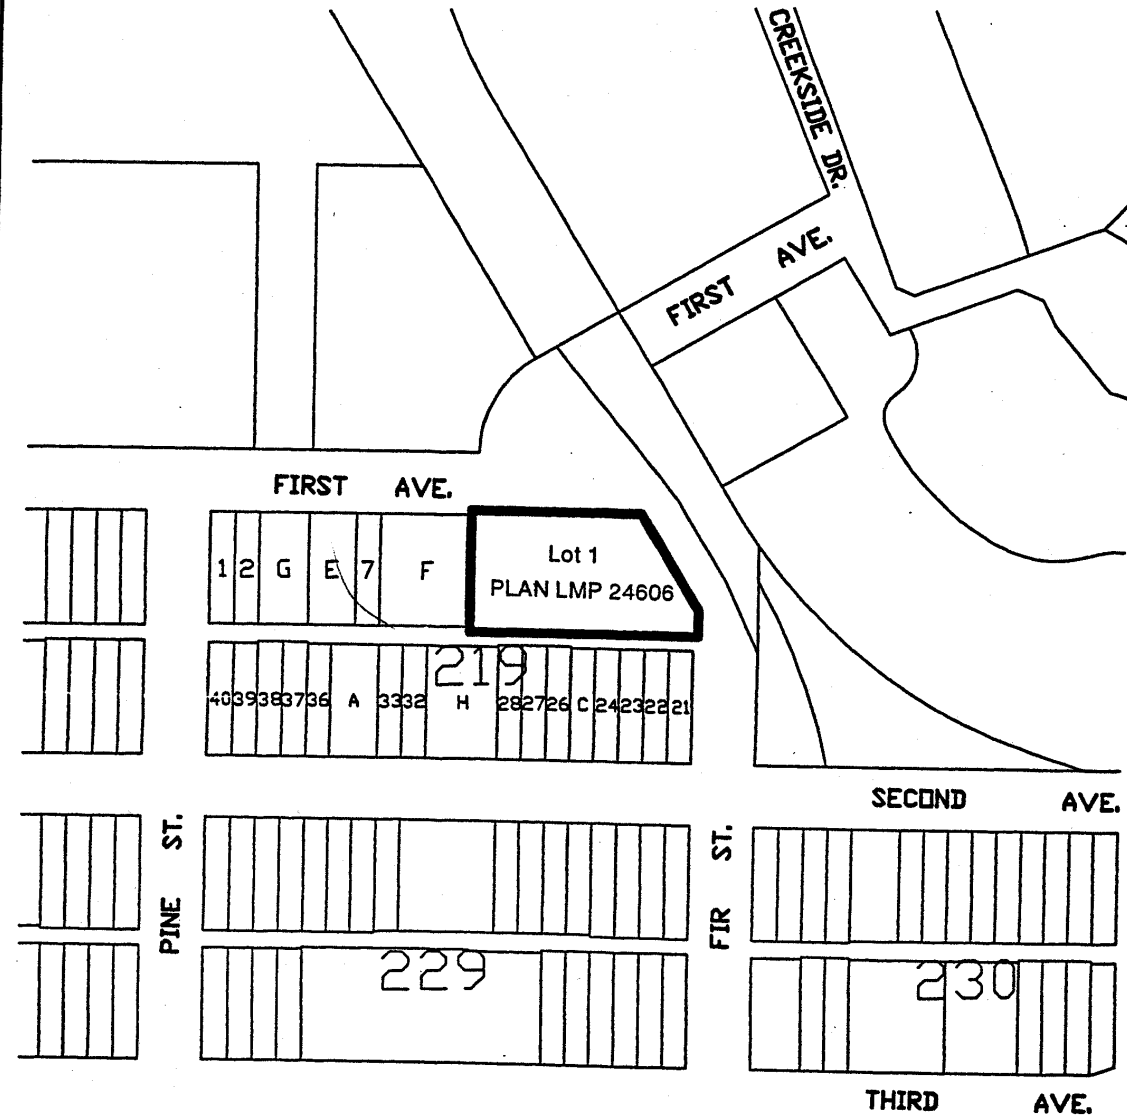 CREEKSIDE DR.
FIRST AVE.
FIRST AVE.
1 2 G E 7 F
Lot 1
PLAN LMP 24606
219
40 39 38 37 36 A 33 32 H 28 27 26 C 24 23 22 21
SECOND AVE.
PINE ST.
FIR ST.
229
230
THIRD AVE.